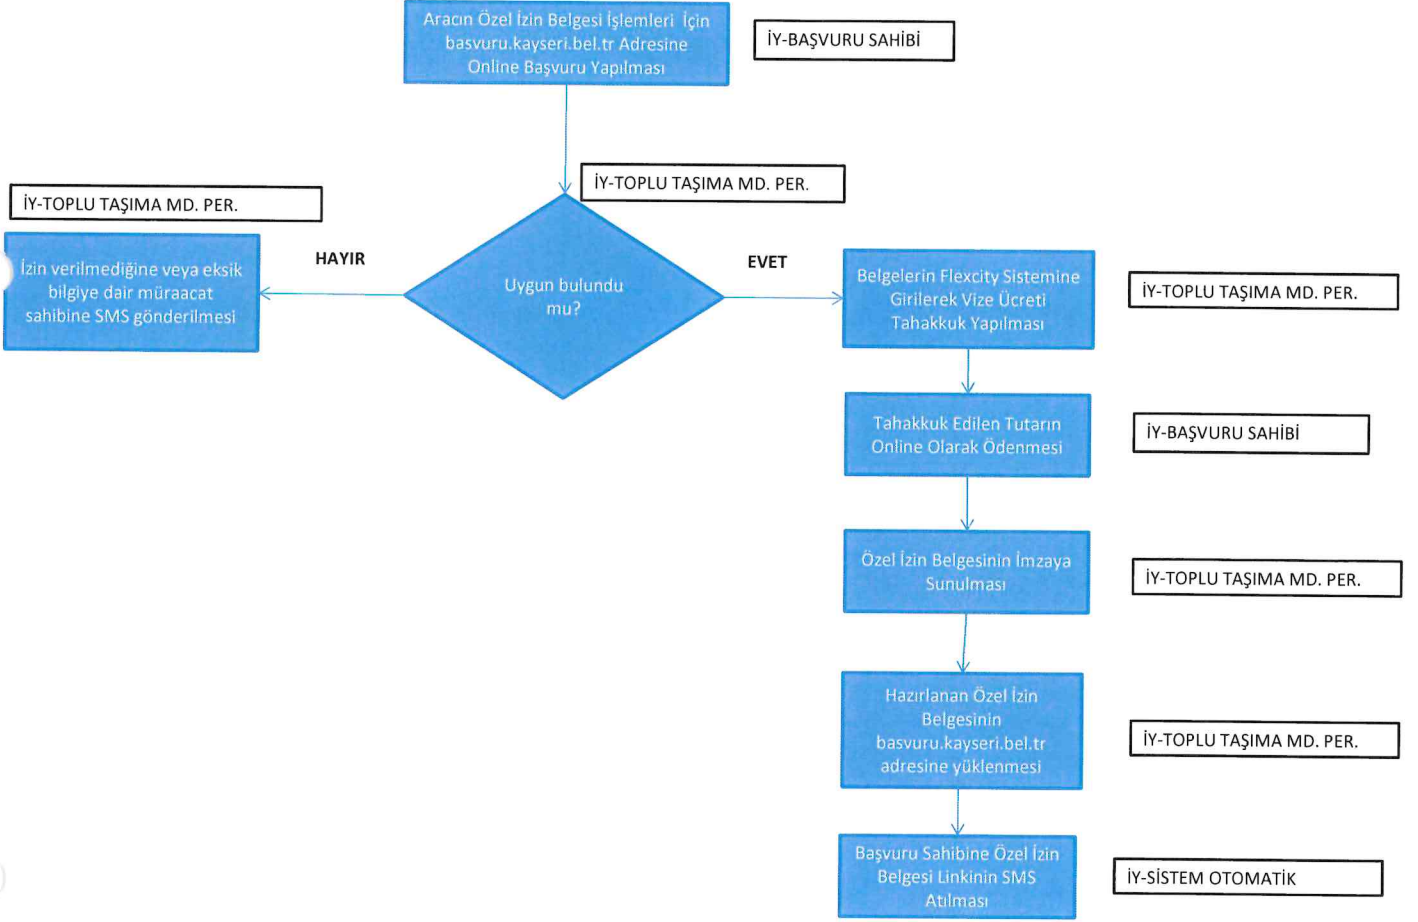 Aracın Özel İzin Belgesi İşlemleri İçin
basvuru.kayseri.bel.tr Adresine
Online Başvuru Yapılması
İY-BAŞVURU SAHİBİ
İY-TOPLU TAŞIMA MD. PER.
İY-TOPLU TAŞIMA MD. PER.
İzin verilmediğine veya eksik
bilgiye dair müraacat
sahibine SMS gönderilmesi
HAYIR
Uygun bulundu
mu?
EVET
Belgelerin Flexcity Sistemine
Girilerek Vize Ücreti
Tahakkuk Yapılması
İY-TOPLU TAŞIMA MD. PER.
Tahakkuk Edilen Tutarın
Online Olarak Ödenmesi
İY-BAŞVURU SAHİBİ
Özel İzin Belgesinin İmzaya
Sunulması
İY-TOPLU TAŞIMA MD. PER.
Hazırlanan Özel İzin
Belgesinin
basvuru.kayseri.bel.tr
adresine yüklenmesi
İY-TOPLU TAŞIMA MD. PER.
Başvuru Sahibine Özel İzin
Belgesi Linkinin SMS
Atılması
İY-SİSTEM OTOMATİK